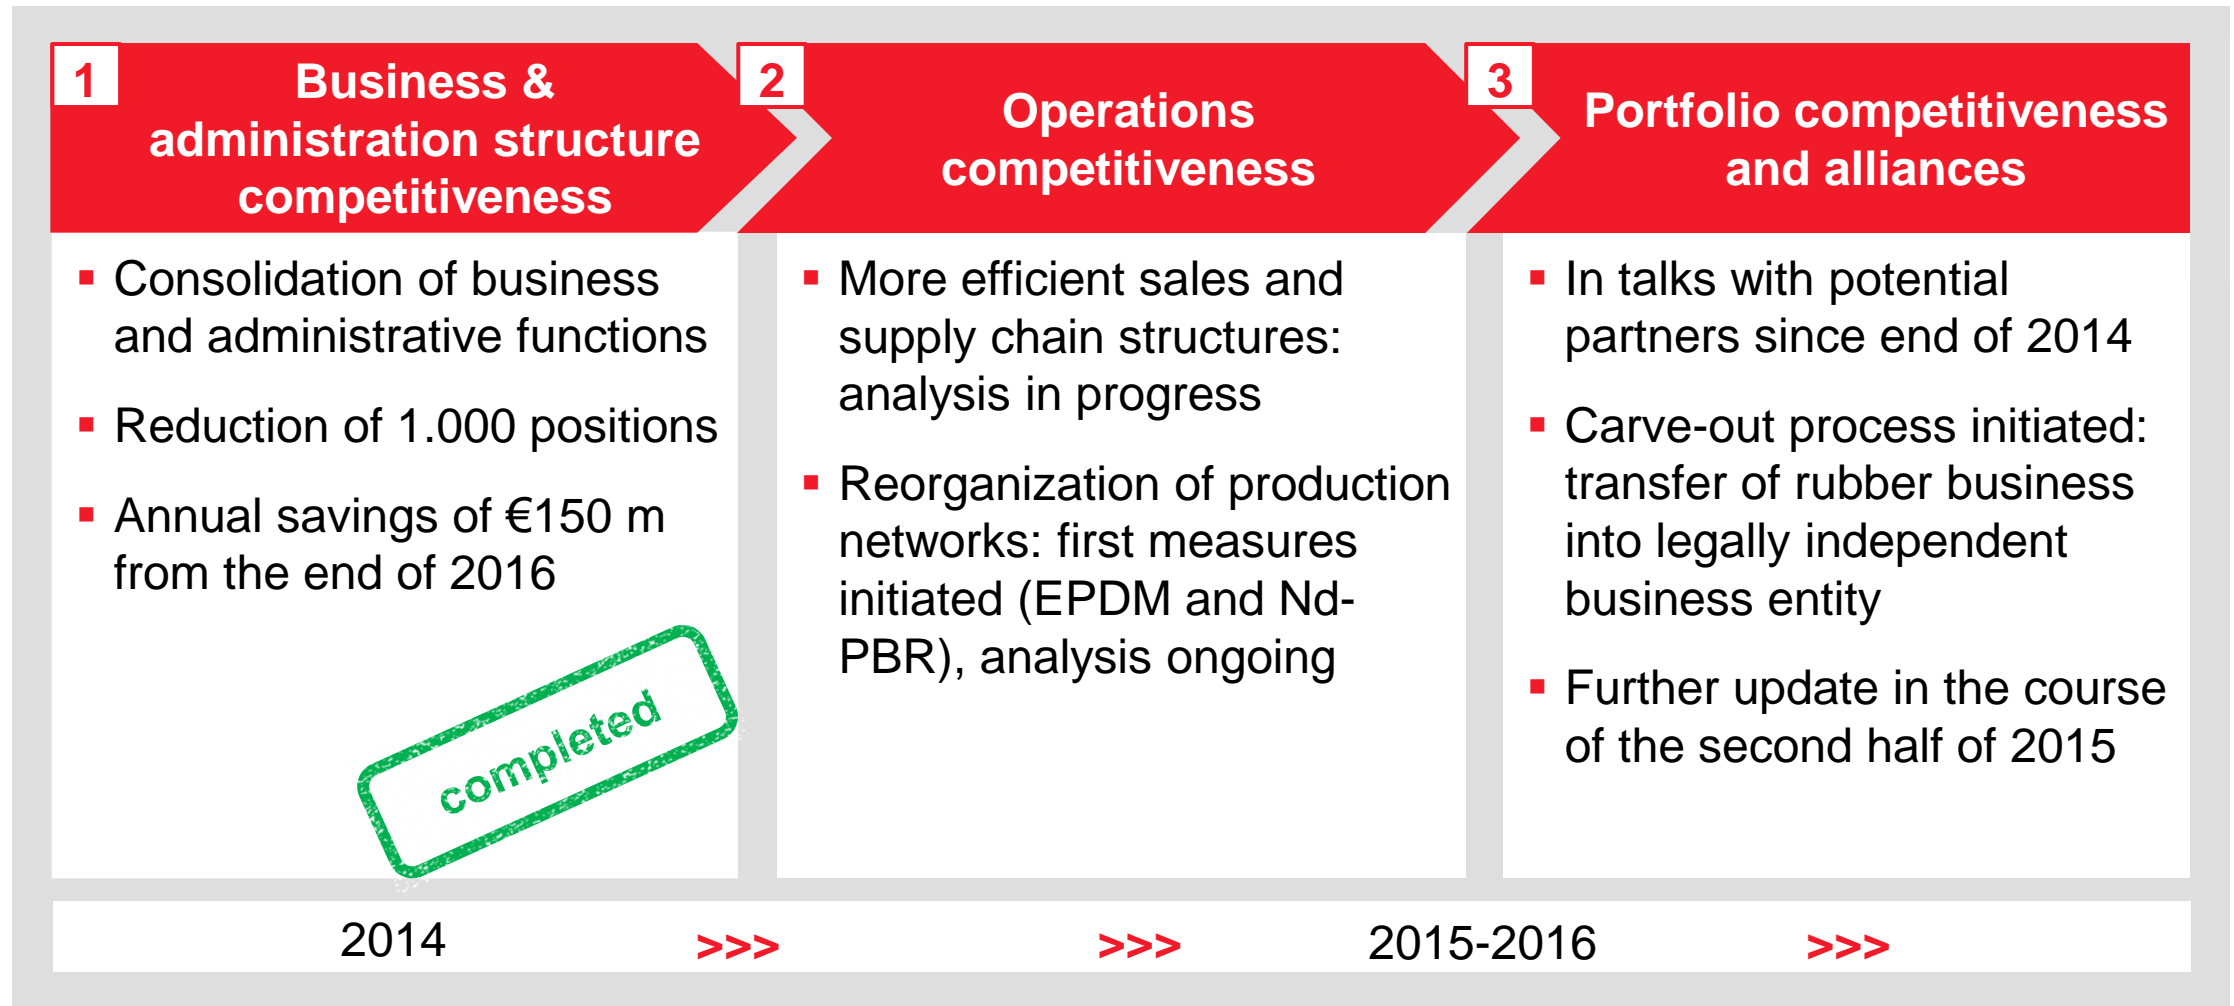 1
Business &
administration structure
competitiveness
▪ Consolidation of business
and administrative functions
▪ Reduction of 1.000 positions
▪ Annual savings of €150 m
from the end of 2016
completed
2
Operations
competitiveness
▪ More efficient sales and
supply chain structures:
analysis in progress
▪ Reorganization of production
networks: first measures
initiated (EPDM and Nd-
PBR), analysis ongoing
3
Portfolio competitiveness
and alliances
▪ In talks with potential
partners since end of 2014
▪ Carve-out process initiated:
transfer of rubber business
into legally independent
business entity
▪ Further update in the course
of the second half of 2015
2014 >>> >>> 2015-2016 >>>